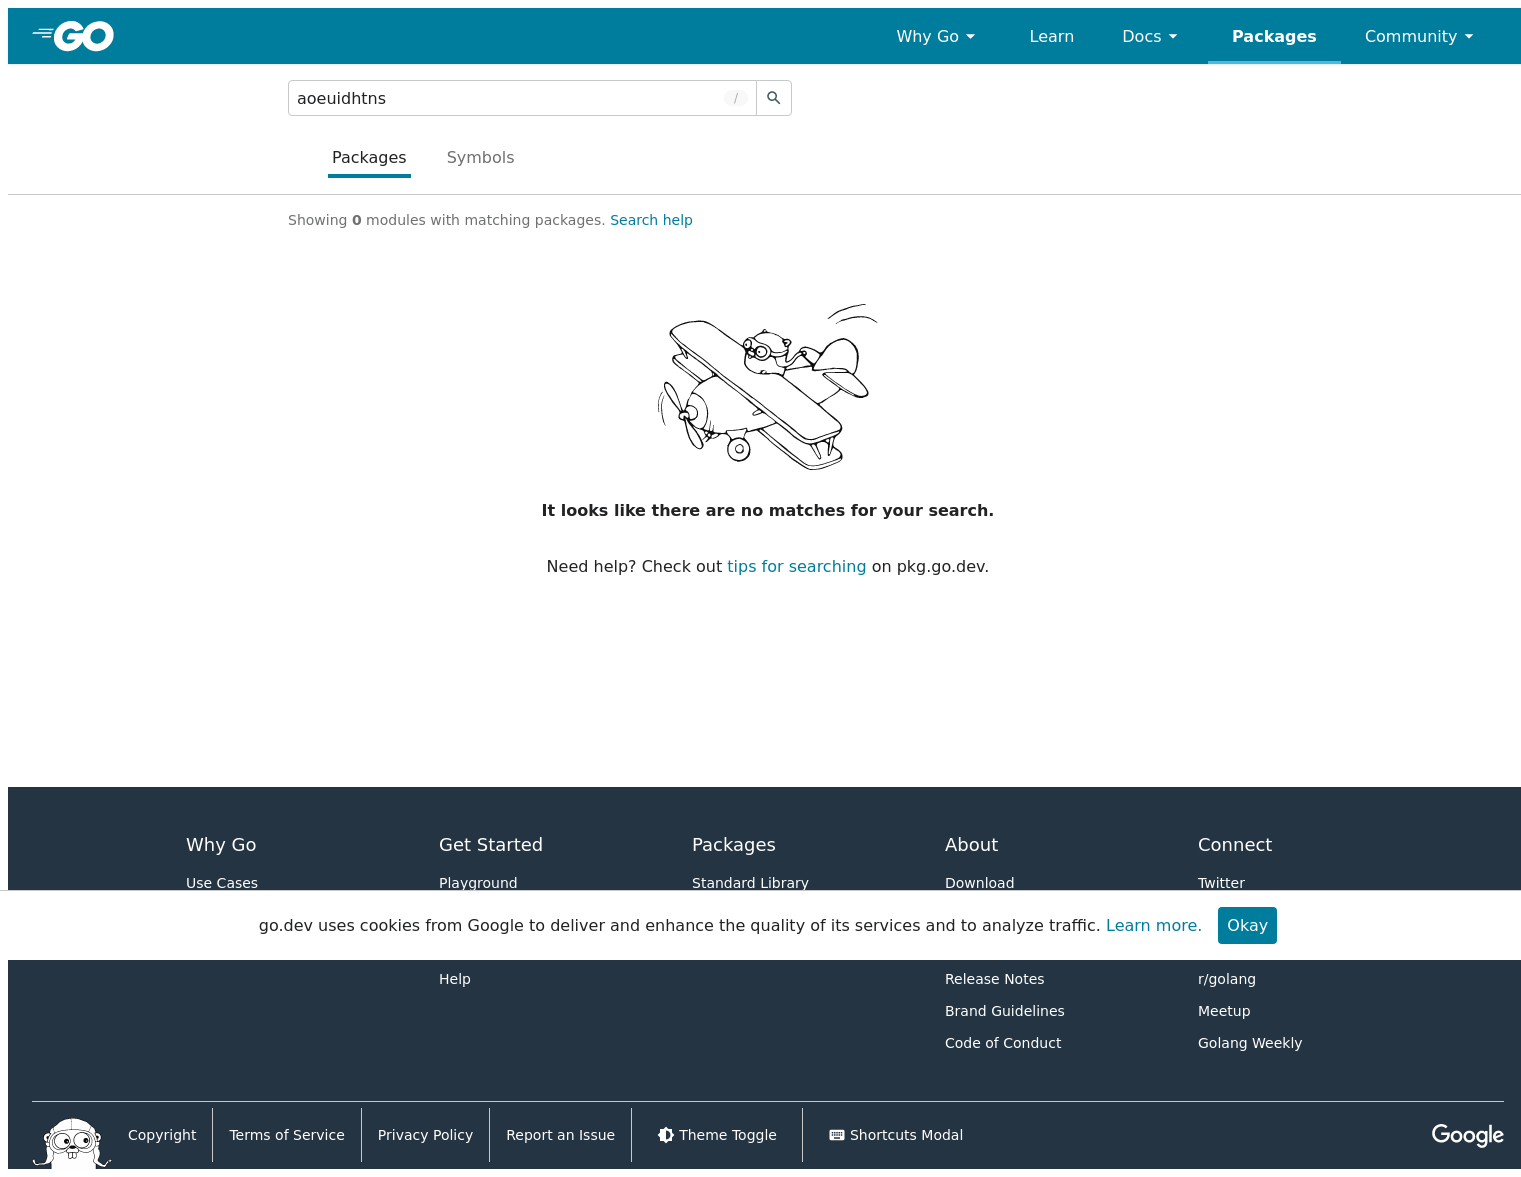 GO
Why Go
Learn
Docs
Packages
Community
aoeuidhtns
/
Packages
Symbols
Showing 0 modules with matching packages. Search help
It looks like there are no matches for your search.
Need help? Check out tips for searching on pkg.go.dev.
Why Go
Get Started
Packages
About
Connect
Use Cases
Playground
Standard Library
Download
Twitter
go.dev uses cookies from Google to deliver and enhance the quality of its services and to analyze traffic. Learn more.
Okay
Help
Release Notes
r/golang
Brand Guidelines
Meetup
Code of Conduct
Golang Weekly
Copyright
Terms of Service
Privacy Policy
Report an Issue
Theme Toggle
Shortcuts Modal
Google